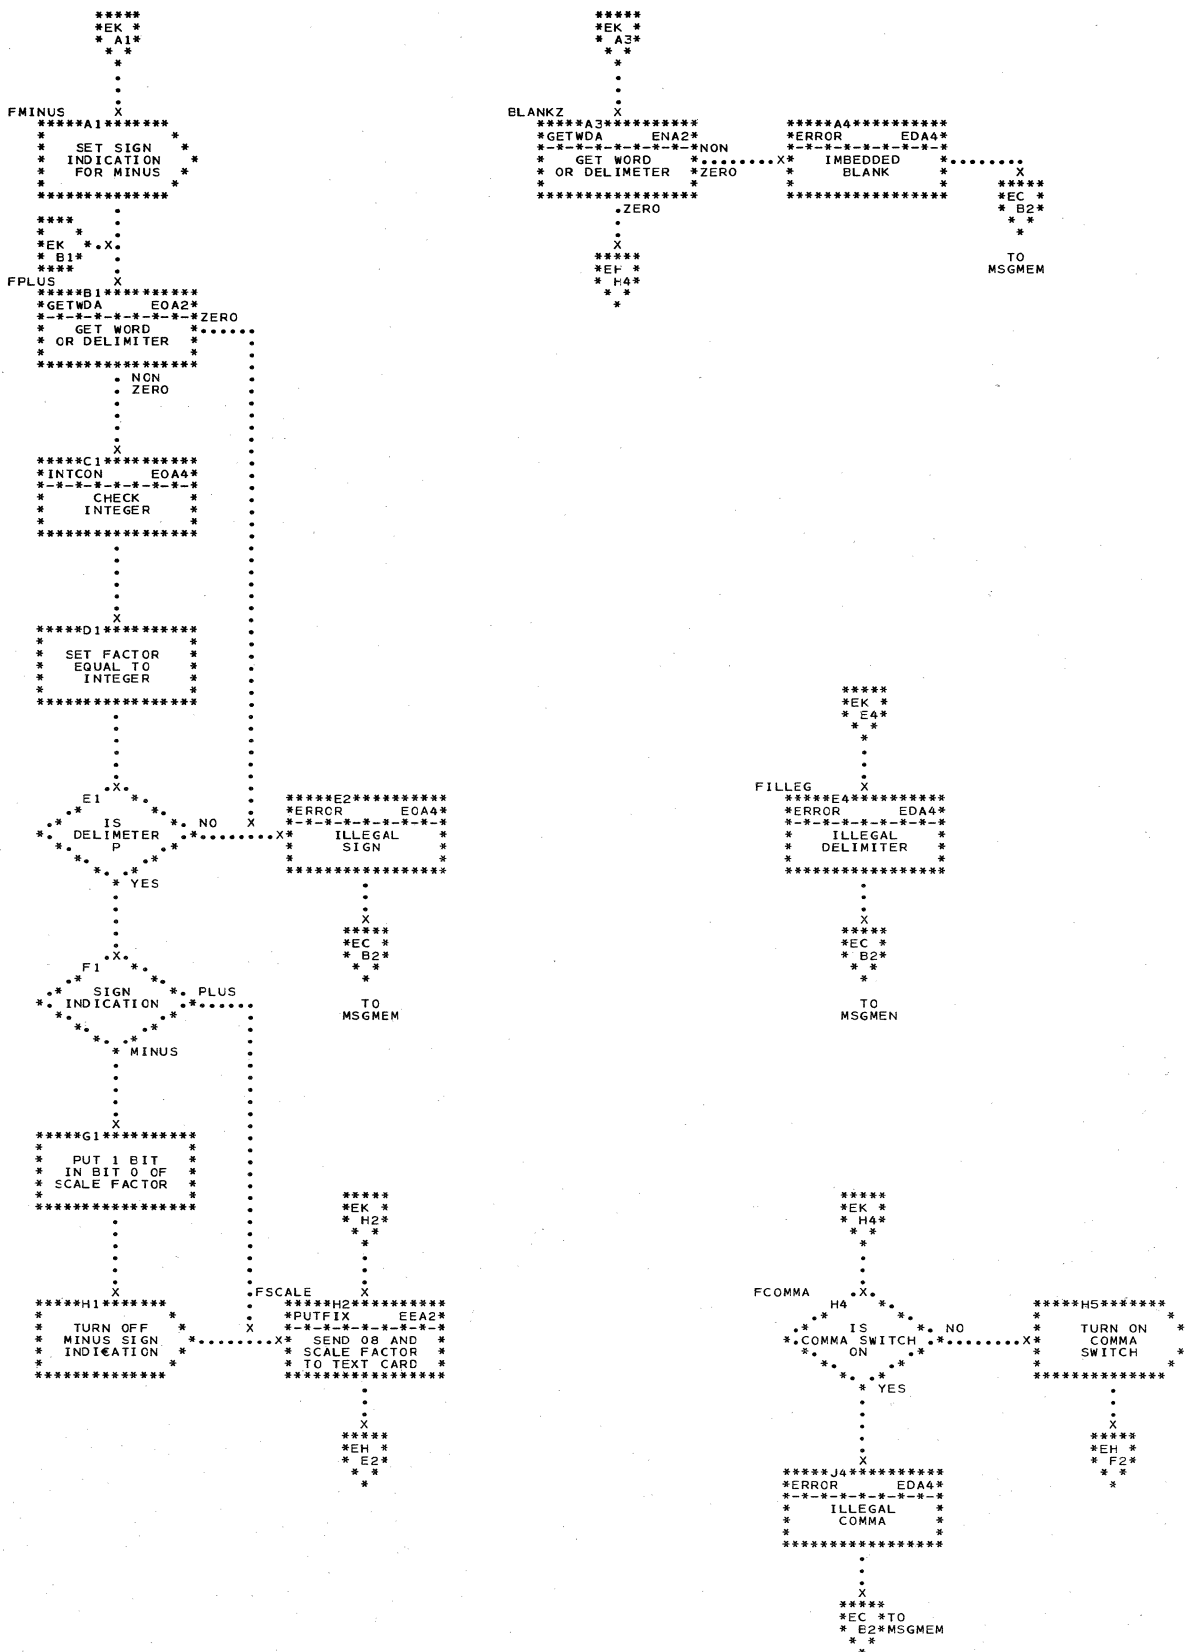 EK
A1
FMINUS
A1
SET SIGN
INDICATION
FOR MINUS
EK
B1
FPLUS
B1
GETWDA EOA2
GET WORD
OR DELIMITER
ZERO
NON
ZERO
C1
INTCON EOA4
CHECK
INTEGER
D1
SET FACTOR
EQUAL TO
INTEGER
E1
IS
DELIMETER
P
NO
YES
E2
ERROR EOA4
ILLEGAL
SIGN
EC
B2
TO
MSGMEM
F1
SIGN
INDICATION
PLUS
MINUS
G1
PUT 1 BIT
IN BIT 0 OF
SCALE FACTOR
H1
TURN OFF
MINUS SIGN
INDICATION
EK
H2
FSCALE
H2
PUTFIX EEA2
SEND 08 AND
SCALE FACTOR
TO TEXT CARD
EH
E2
EK
A3
BLANKZ
A3
GETWDA ENA2
GET WORD
OR DELIMETER
NON
ZERO
ZERO
EH
H4
A4
ERROR EDA4
IMBEDDED
BLANK
EC
B2
TO
MSGMEM
EK
E4
FILLEG
E4
ERROR EDA4
ILLEGAL
DELIMITER
EC
B2
TO
MSGMEN
EK
H4
FCOMMA
H4
IS
COMMA SWITCH
ON
NO
YES
H5
TURN ON
COMMA
SWITCH
EH
F2
J4
ERROR EDA4
ILLEGAL
COMMA
EC TO
B2 MSGMEM